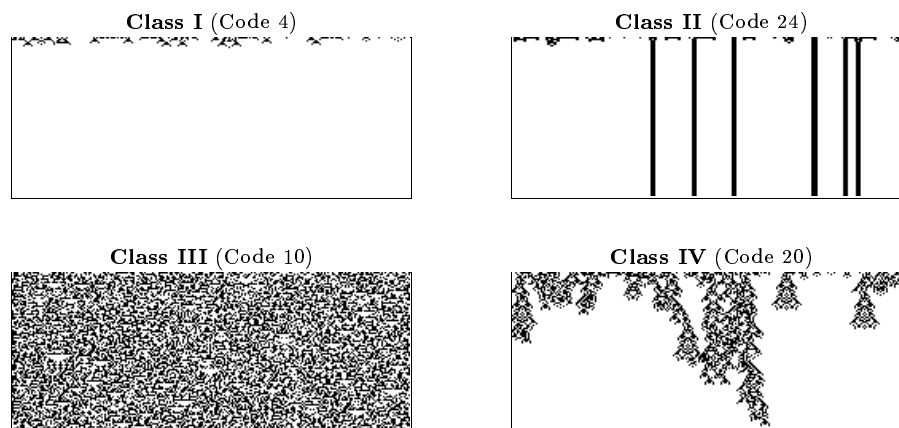 Class I (Code 4)
Class II (Code 24)
Class III (Code 10)
Class IV (Code 20)